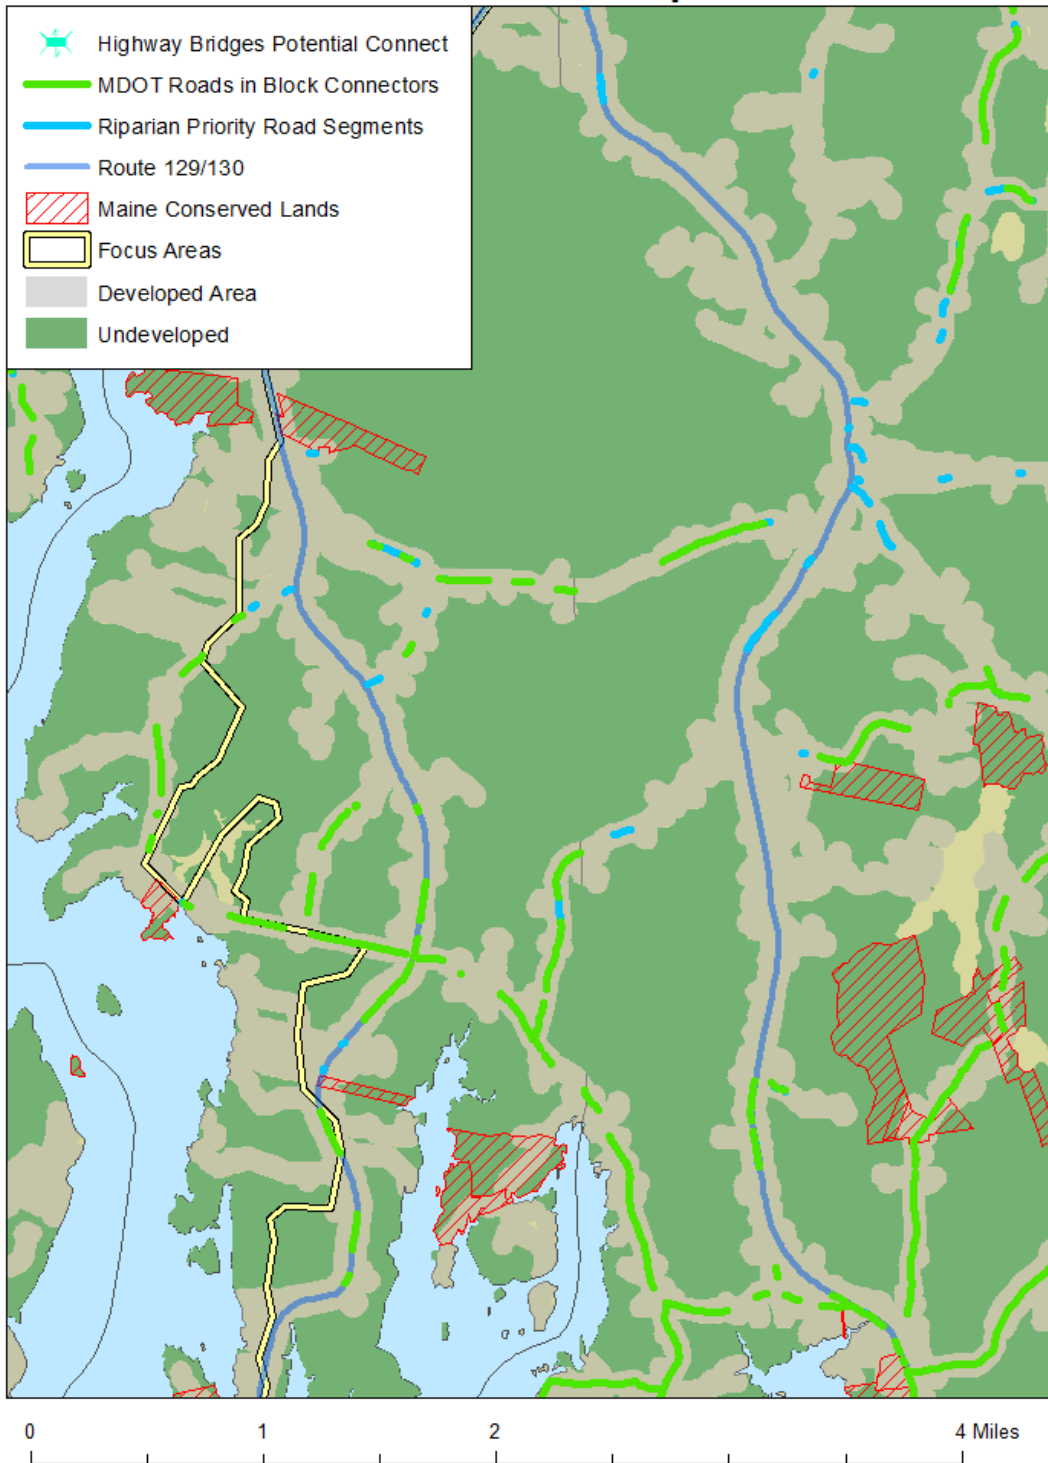 Highway Bridges Potential Connect
MDOT Roads in Block Connectors
Riparian Priority Road Segments
Route 129/130
Maine Conserved Lands
Focus Areas
Developed Area
Undeveloped
0 1 2 4 Miles